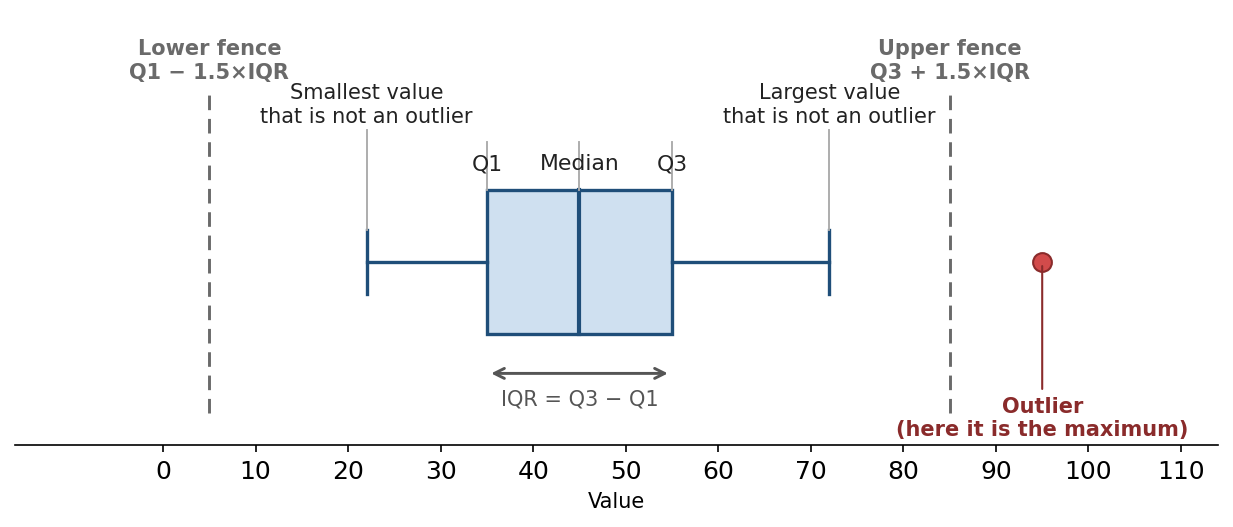 Lower fence
Q1 − 1.5×IQR
Upper fence
Q3 + 1.5×IQR
Smallest value
that is not an outlier
Largest value
that is not an outlier
Q1
Median
Q3
IQR = Q3 − Q1
Outlier
(here it is the maximum)
0 10 20 30 40 50 60 70 80 90 100 110
Value